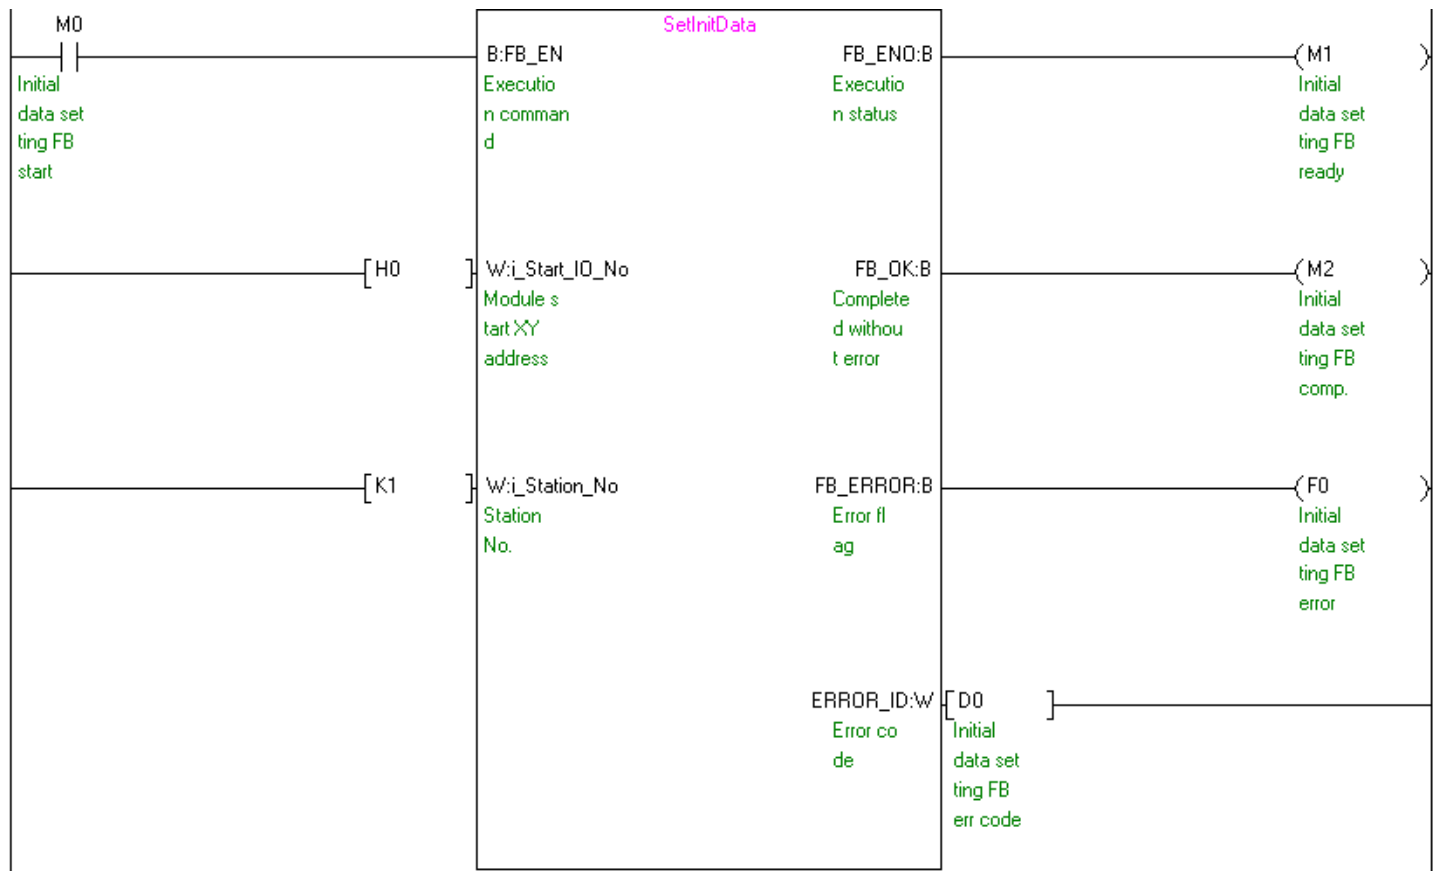 M0
SetInitData
B:FB_EN
FB_ENO:B
M1
Initial
data set
ting FB
start
Executio
n comman
d
Executio
n status
Initial
data set
ting FB
ready
H0
W:i_Start_IO_No
FB_OK:B
M2
Module s
tart XY
address
Complete
d withou
t error
Initial
data set
ting FB
comp.
K1
W:i_Station_No
FB_ERROR:B
F0
Station
No.
Error fl
ag
Initial
data set
ting FB
error
ERROR_ID:W
D0
Error co
de
Initial
data set
ting FB
err code